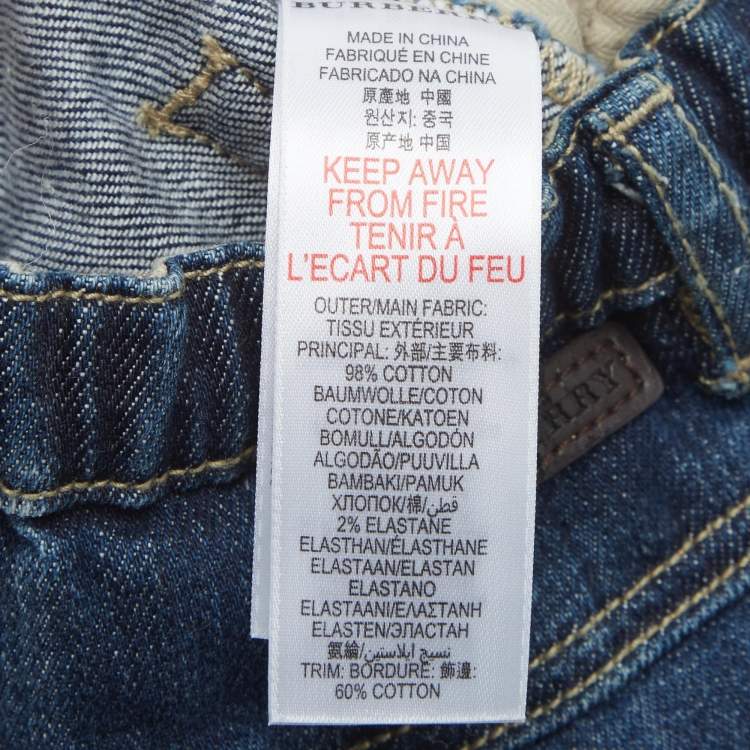 BURBERRY
MADE IN CHINA
FABRIQUÉ EN CHINE
FABRICADO NA CHINA
原產地 中國
원산지: 중국
原产地 中国
KEEP AWAY
FROM FIRE
TENIR À
L'ECART DU FEU
OUTER/MAIN FABRIC:
TISSU EXTÉRIEUR
PRINCIPAL: 外部/主要布料:
98% COTTON
BAUMWOLLE/COTON
COTONE/KATOEN
BOMULL/ALGODÓN
ALGODÃO/PUUVILLA
BAMBAKI/PAMUK
ХЛОПОК/棉/قطن
2% ELASTANE
ELASTHAN/ÉLASTHANE
ELASTAAN/ELASTAN
ELASTANO
ELASTAANI/ΕΛΑΣΤΑΝΗ
ELASTEN/ЭЛАСТАН
氨綸/نسيج إيلاستين
TRIM: BORDURE: 飾邊:
60% COTTON
RRY